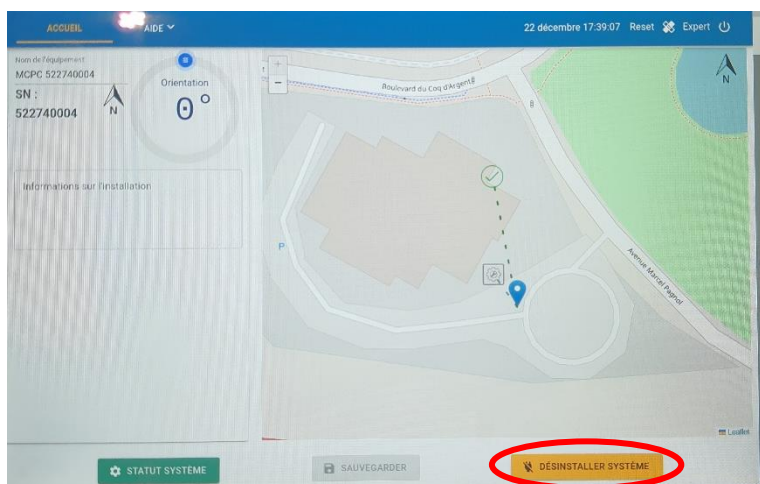 ACCUEIL
AIDE
22 décembre 17:39:07 Reset Expert
Nom de l'équipement
MCPC 522740004
SN :
522740004
N
Orientation
0°
Informations sur l'installation
+
-
Boulevard du Coq d'Argent
8
N
P
Avenue Marcel Pagnol
Leaflet
STATUT SYSTÈME
SAUVEGARDER
DÉSINSTALLER SYSTÈME